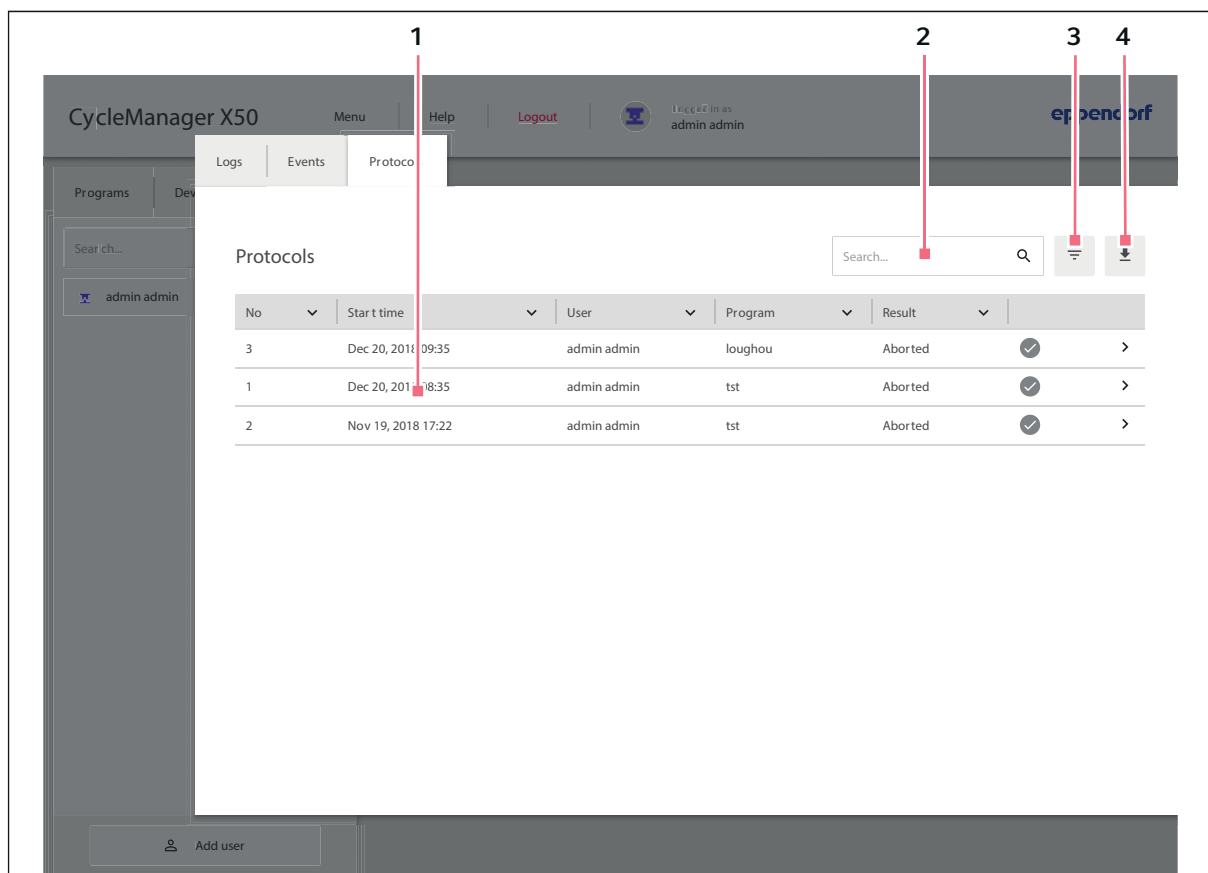 1 2 3 4
CycleManager X50 Menu Help Logout admin admin eppendorf
Logs Events
Programs
Search...
admin admin
Protocols
Search...
No Start time User Program Result
3 Dec 20, 2018 09:35 admin admin loughou Aborted
1 Dec 20, 201 8:35 admin admin tst Aborted
2 Nov 19, 2018 17:22 admin admin tst Aborted
Add user